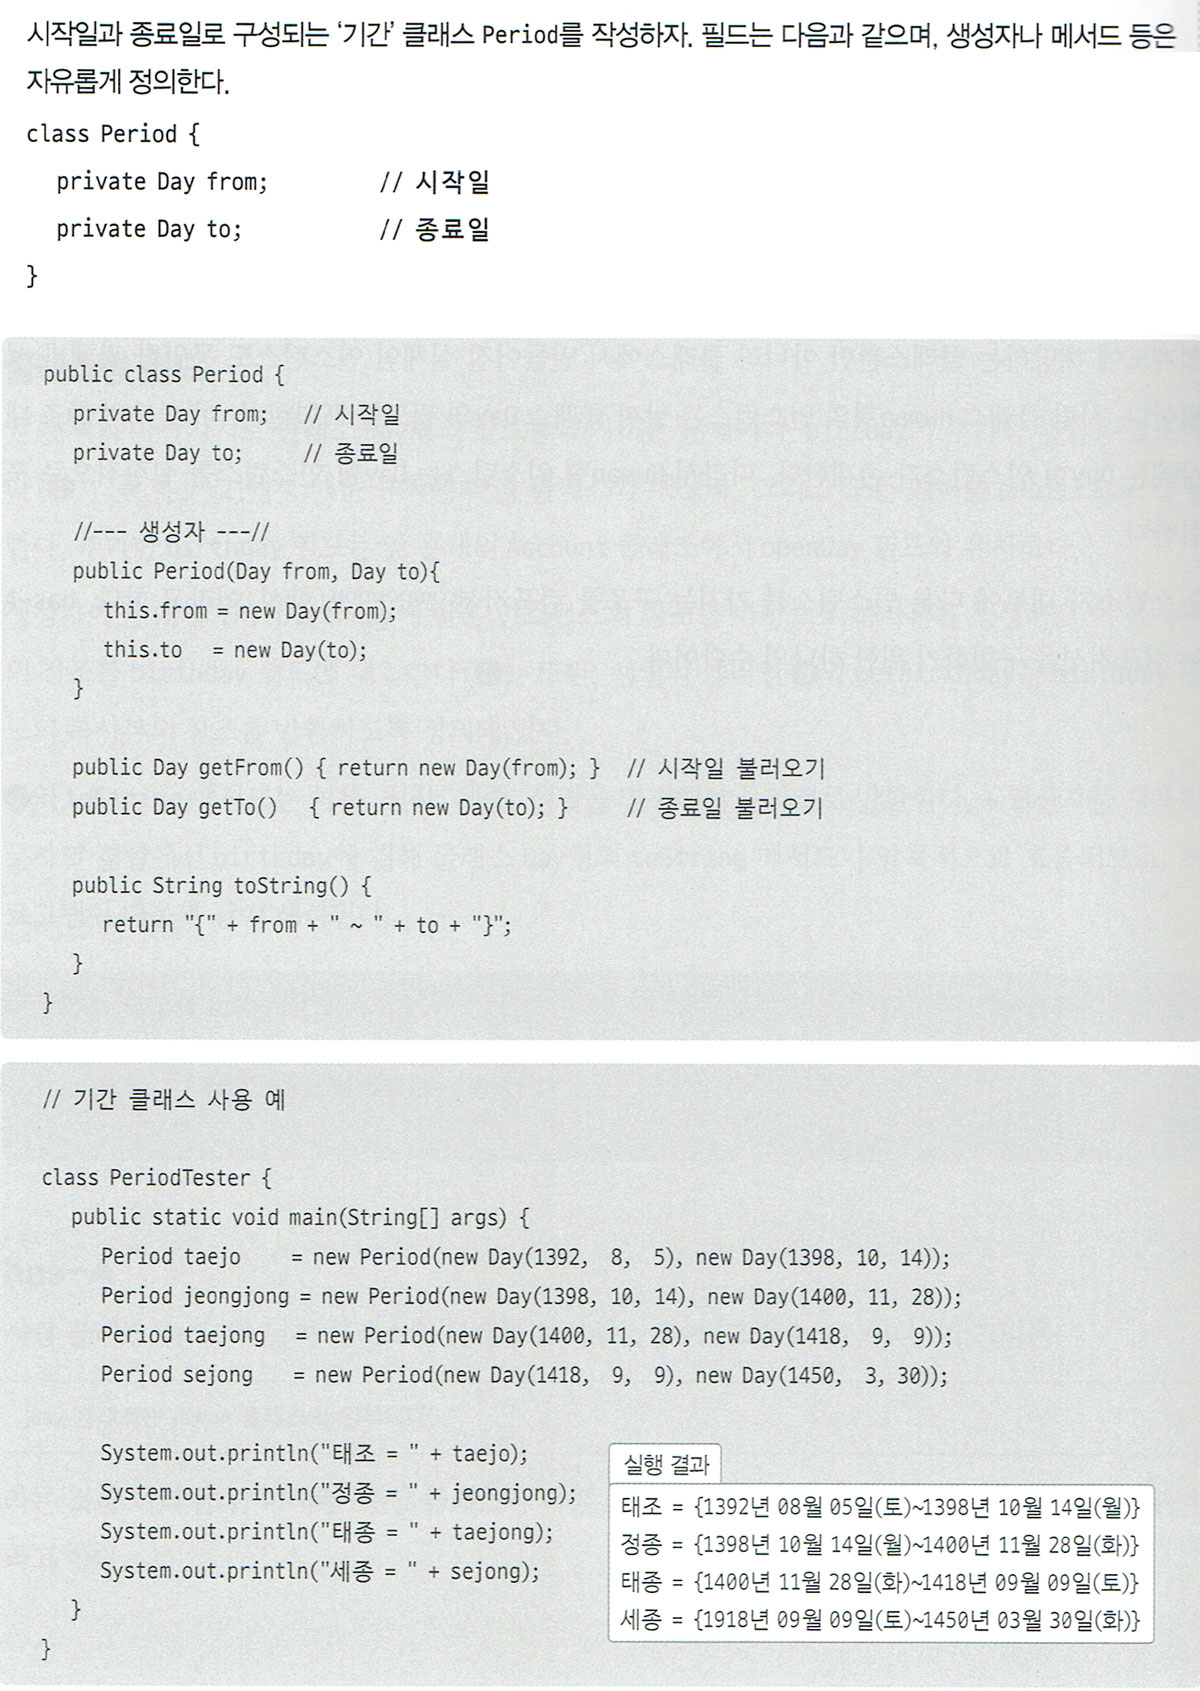 시작일과 종료일로 구성되는 ‘기간’ 클래스 Period를 작성하자. 필드는 다음과 같으며, 생성자나 메서드 등은
자유롭게 정의한다.
class Period {
private Day from; // 시작일
private Day to; // 종료일
}
public class Period {
private Day from; // 시작일
private Day to; // 종료일
//--- 생성자 ---//
public Period(Day from, Day to){
this.from = new Day(from);
this.to = new Day(to);
}
public Day getFrom() { return new Day(from); } // 시작일 불러오기
public Day getTo() { return new Day(to); } // 종료일 불러오기
public String toString() {
return "{" + from + " ~ " + to + "}";
}
}
// 기간 클래스 사용 예
class PeriodTester {
public static void main(String[] args) {
Period taejo = new Period(new Day(1392, 8, 5), new Day(1398, 10, 14));
Period jeongjong = new Period(new Day(1398, 10, 14), new Day(1400, 11, 28));
Period taejong = new Period(new Day(1400, 11, 28), new Day(1418, 9, 9));
Period sejong = new Period(new Day(1418, 9, 9), new Day(1450, 3, 30));
System.out.println("태조 = " + taejo);
System.out.println("정종 = " + jeongjong);
System.out.println("태종 = " + taejong);
System.out.println("세종 = " + sejong);
}
}
실행 결과
태조 = {1392년 08월 05일(토)~1398년 10월 14일(월)}
정종 = {1398년 10월 14일(월)~1400년 11월 28일(화)}
태종 = {1400년 11월 28일(화)~1418년 09월 09일(토)}
세종 = {1918년 09월 09일(토)~1450년 03월 30일(화)}